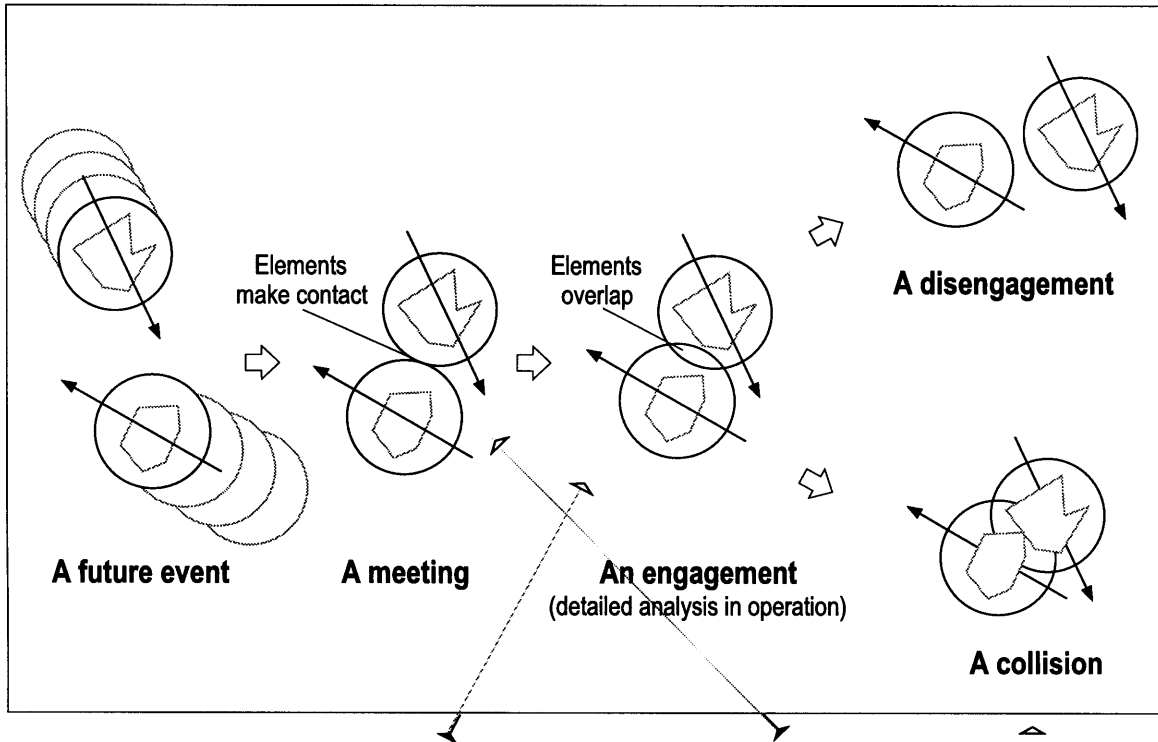 Elements
make contact
Elements
overlap
A disengagement
A future event
A meeting
An engagement
(detailed analysis in operation)
A collision